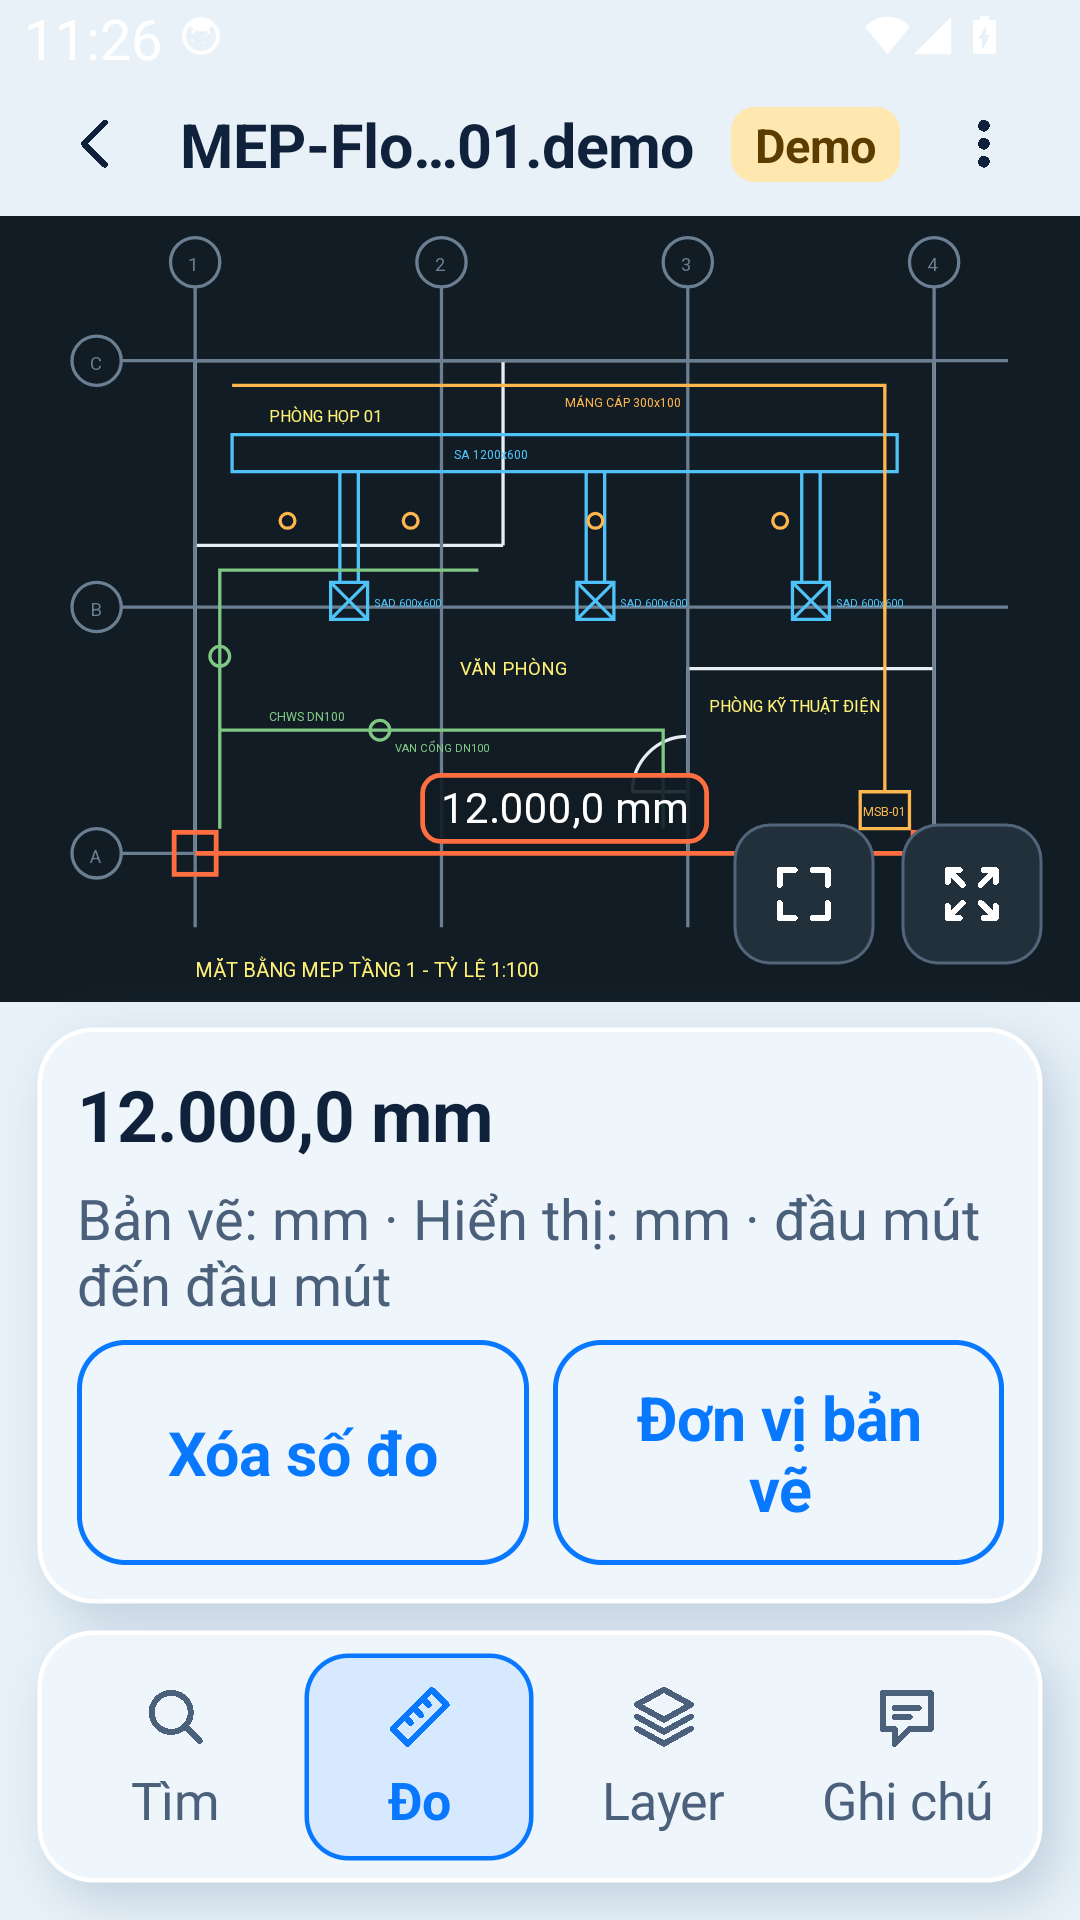 11:26
MEP-Flo…01.demo
Demo
1
2
3
4
C
MÁNG CÁP 300x100
PHÒNG HỌP 01
SA 1200x600
B
SAD 600x600
SAD 600x600
SAD 600x600
VĂN PHÒNG
PHÒNG KỸ THUẬT ĐIỆN
CHWS DN100
VAN CỔNG DN100
12.000,0 mm
MSB-01
A
MẶT BẰNG MEP TẦNG 1 - TỶ LỆ 1:100
12.000,0 mm
Bản vẽ: mm · Hiển thị: mm · đầu mút
đến đầu mút
Xóa số đo
Đơn vị bản
vẽ
Tìm
Đo
Layer
Ghi chú